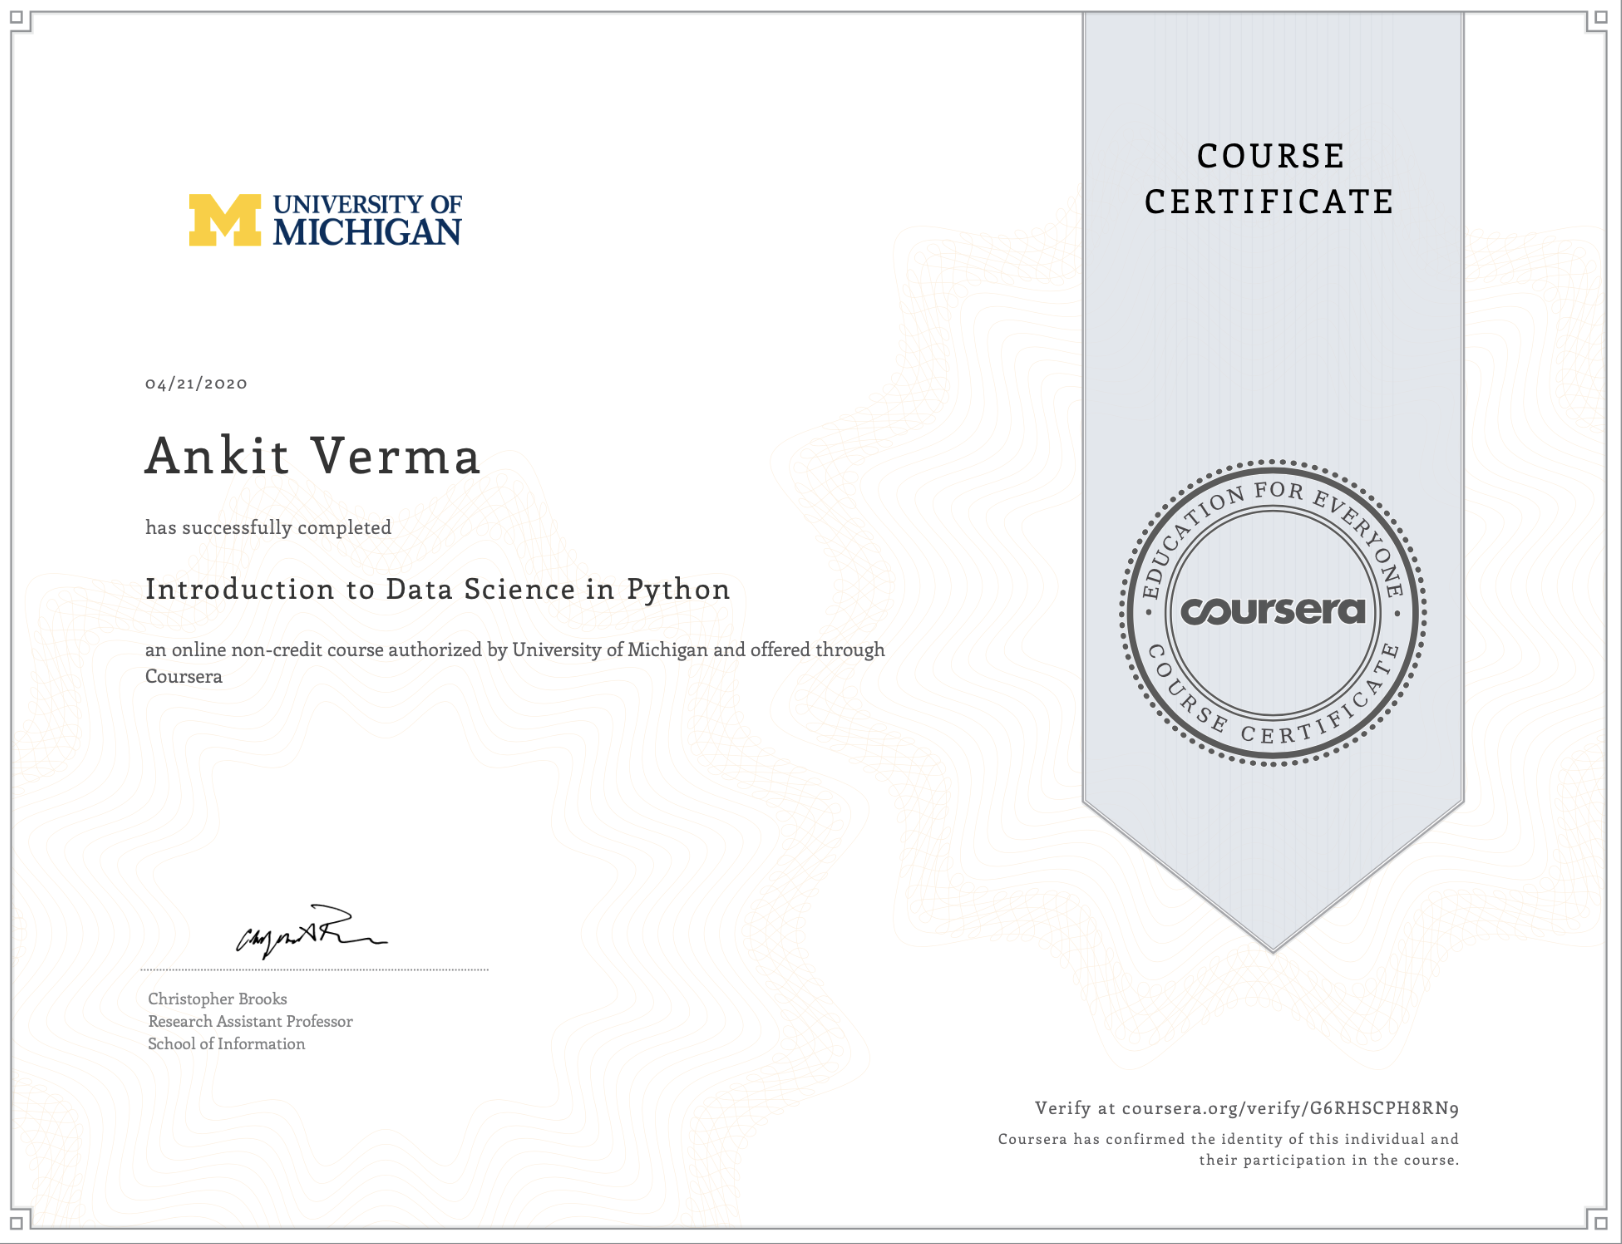 COURSE
CERTIFICATE
UNIVERSITY OF
MICHIGAN
04/21/2020
Ankit Verma
has successfully completed
Introduction to Data Science in Python
an online non-credit course authorized by University of Michigan and offered through
Coursera
EDUCATION FOR EVERYONE
coursera
COURSE CERTIFICATE
Christopher Brooks
Research Assistant Professor
School of Information
Verify at coursera.org/verify/G6RHSCPH8RN9
Coursera has confirmed the identity of this individual and
their participation in the course.